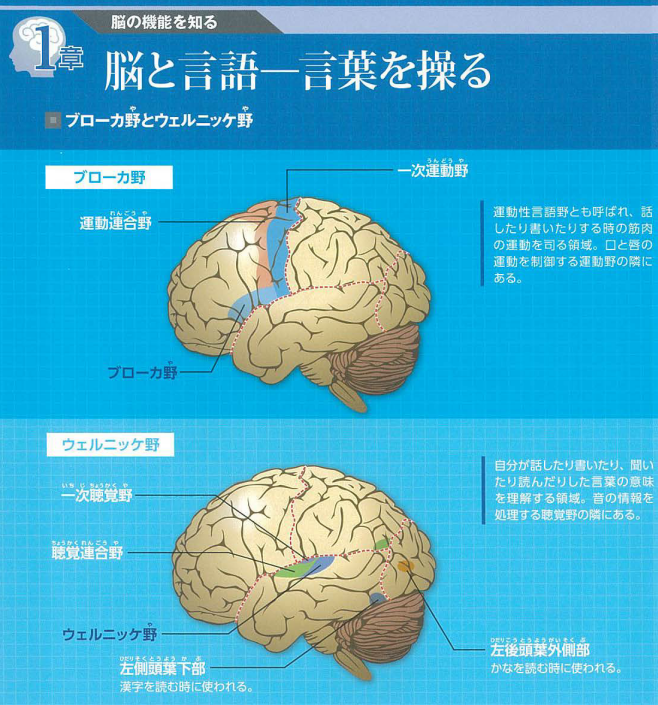 脳の機能を知る
1章
脳と言語―言葉を操る
ブローカ野とウェルニッケ野
ブローカ野
一次運動野
運動連合野
運動性言語野とも呼ばれ、話
したり書いたりする時の筋肉
の運動を司る領域。口と唇の
運動を制御する運動野の隣に
ある。
ブローカ野
ウェルニッケ野
自分が話したり書いたり、聞い
たり読んだりした言葉の意味
を理解する領域。音の情報を
処理する聴覚野の隣にある。
一次聴覚野
聴覚連合野
ウェルニッケ野
左側頭葉下部
漢字を読む時に使われる。
左後頭葉外側部
かなを読む時に使われる。